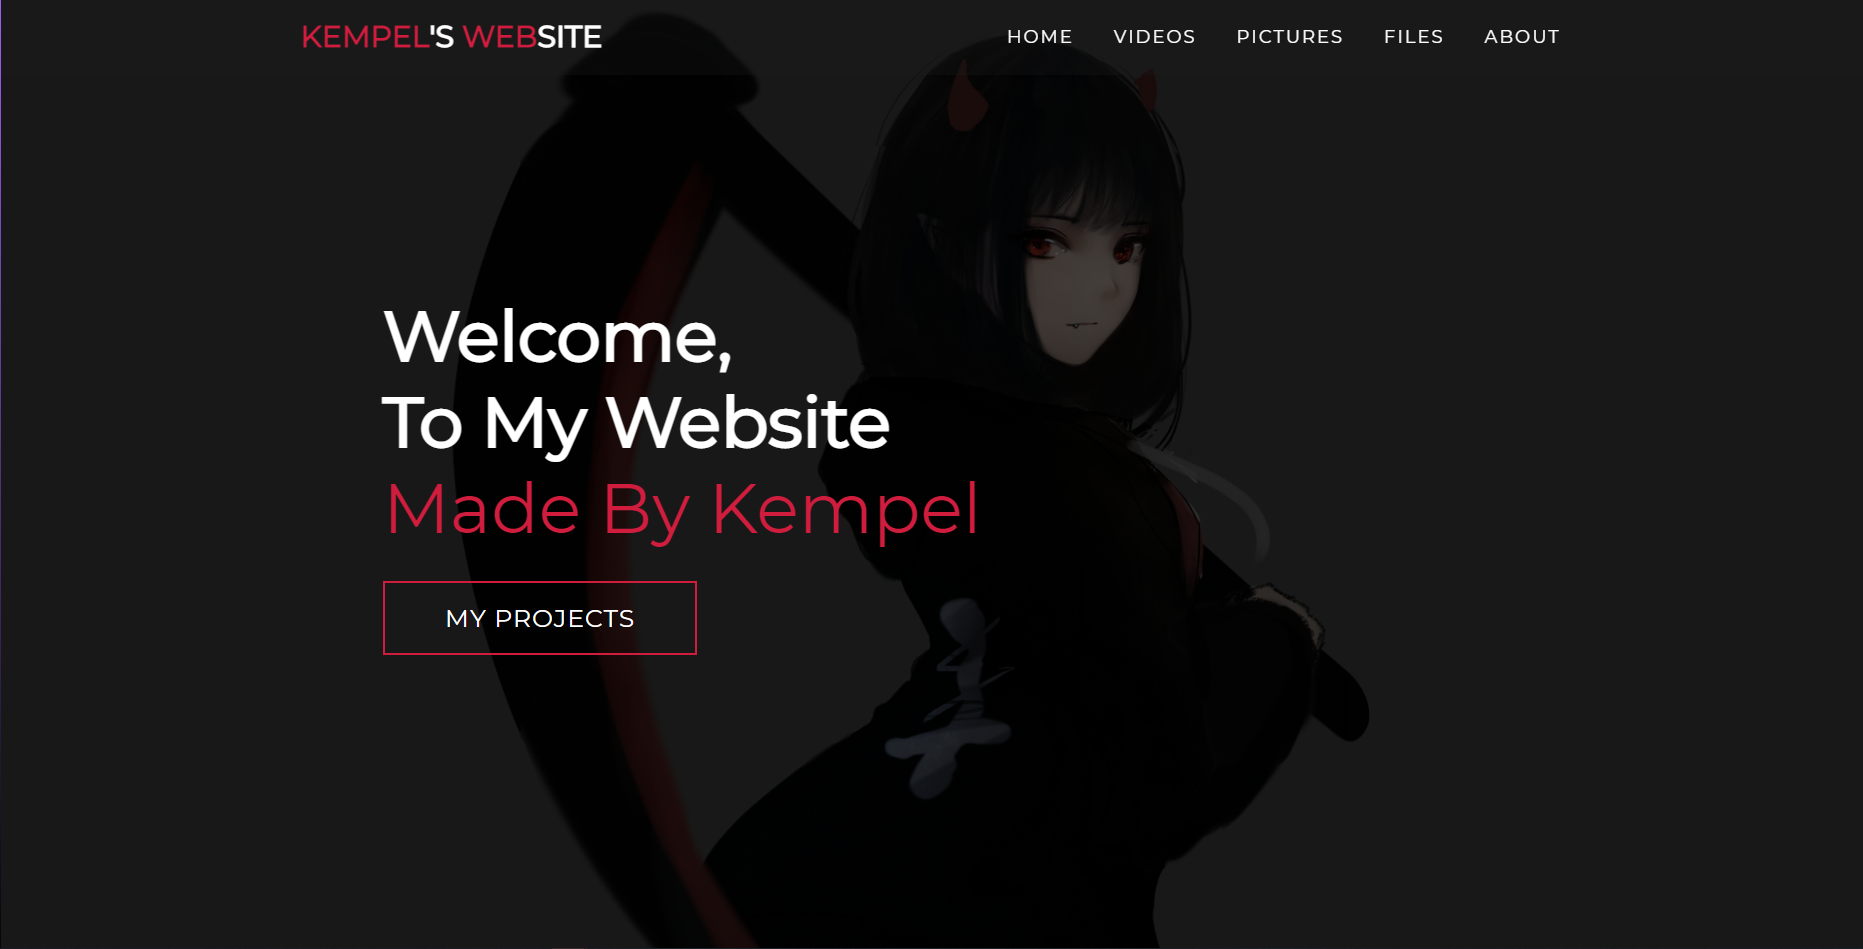 KEMPEL'S WEBSITE
HOME VIDEOS PICTURES FILES ABOUT
Welcome,
To My Website
Made By Kempel
MY PROJECTS